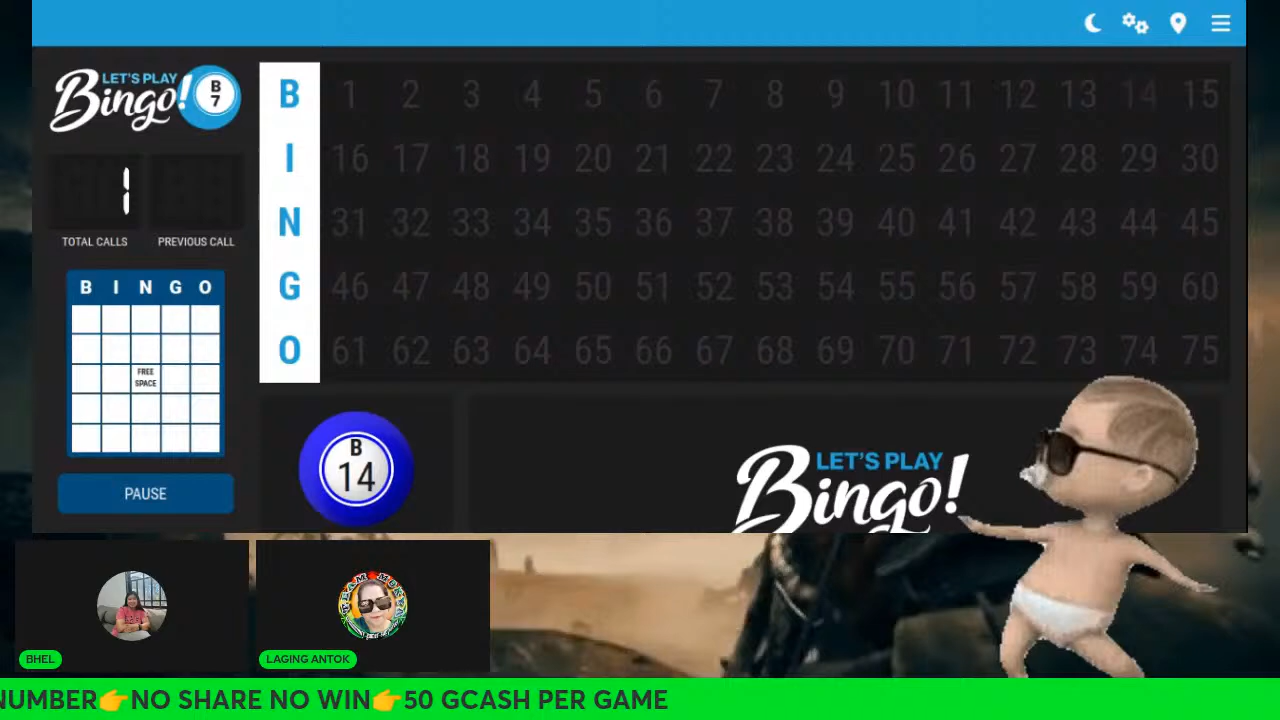 LET'S PLAY
Bingo!
B
7
1
TOTAL CALLS
PREVIOUS CALL
B I N G O
FREE
SPACE
PAUSE
B 1 2 3 4 5 6 7 8 9 10 11 12 13 14 15
I 16 17 18 19 20 21 22 23 24 25 26 27 28 29 30
N 31 32 33 34 35 36 37 38 39 40 41 42 43 44 45
G 46 47 48 49 50 51 52 53 54 55 56 57 58 59 60
O 61 62 63 64 65 66 67 68 69 70 71 72 73 74 75
B
14
LET'S PLAY
Bingo!
BHEL
LAGING ANTOK
NUMBER👉NO SHARE NO WIN👉50 GCASH PER GAME